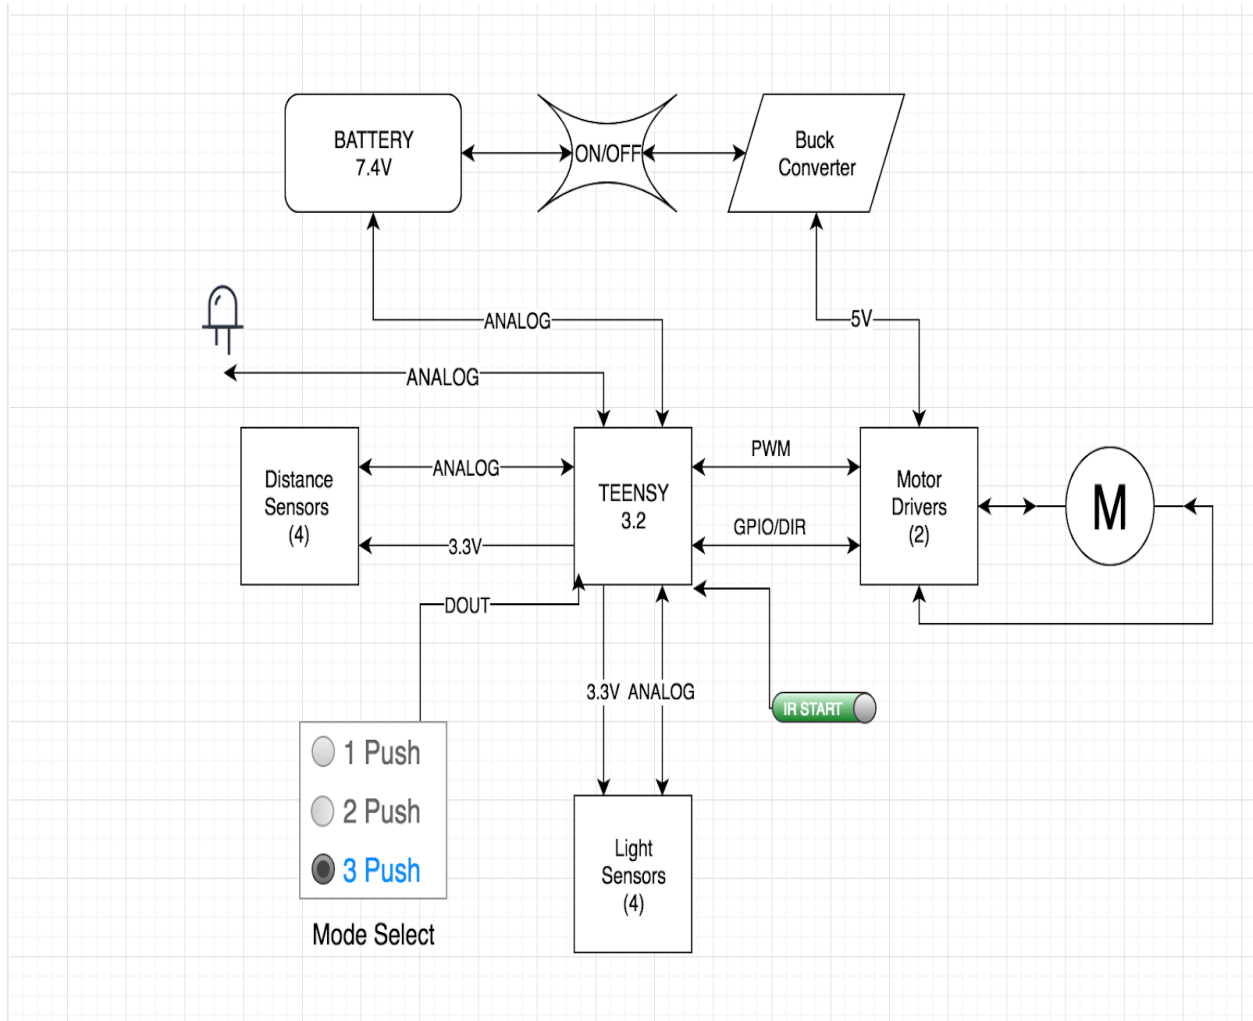 BATTERY
7.4V
ON/OFF
Buck
Converter
ANALOG
5V
ANALOG
Distance
Sensors
(4)
ANALOG
3.3V
TEENSY
3.2
PWM
GPIO/DIR
Motor
Drivers
(2)
M
DOUT
3.3V ANALOG
IR START
1 Push
2 Push
3 Push
Mode Select
Light
Sensors
(4)